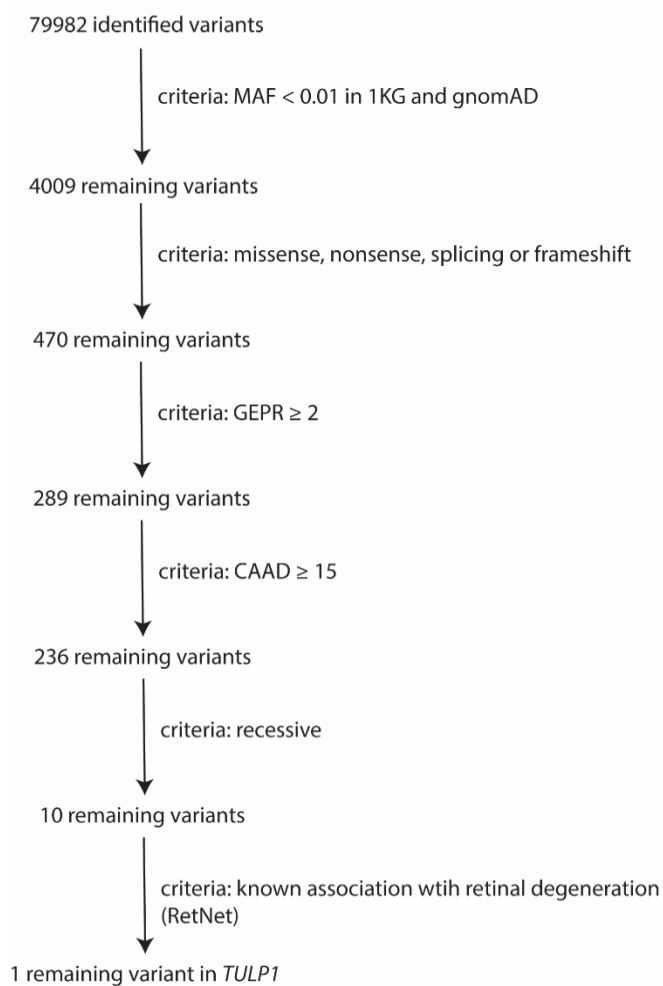 79982 identified variants
criteria: MAF < 0.01 in 1KG and gnomAD
4009 remaining variants
criteria: missense, nonsense, splicing or frameshift
470 remaining variants
criteria: GEPR ≥ 2
289 remaining variants
criteria: CAAD ≥ 15
236 remaining variants
criteria: recessive
10 remaining variants
criteria: known association wtih retinal degeneration
(RetNet)
1 remaining variant in TULP1